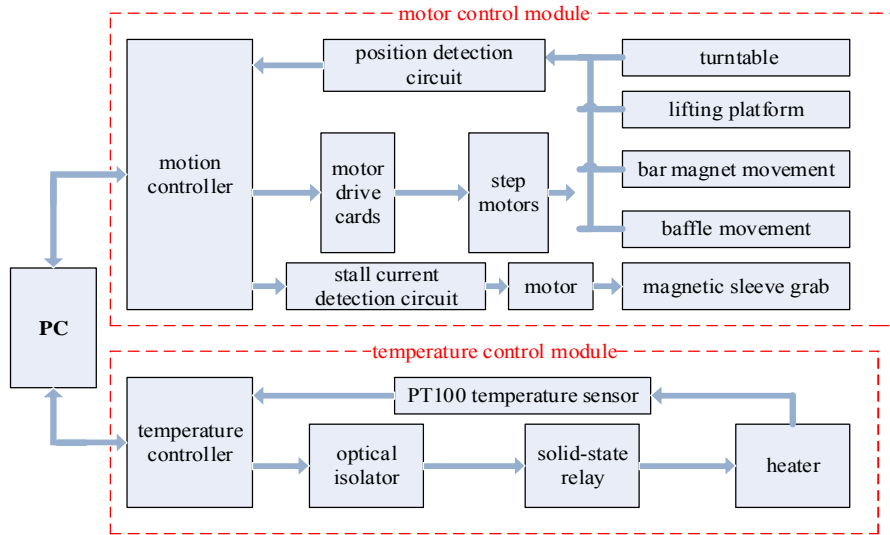 motor control module
position detection
circuit
turntable
lifting platform
motion
controller
motor
drive
cards
step
motors
bar magnet movement
baffle movement
stall current
detection circuit
motor
magnetic sleeve grab
PC
temperature control module
PT100 temperature sensor
temperature
controller
optical
isolator
solid-state
relay
heater